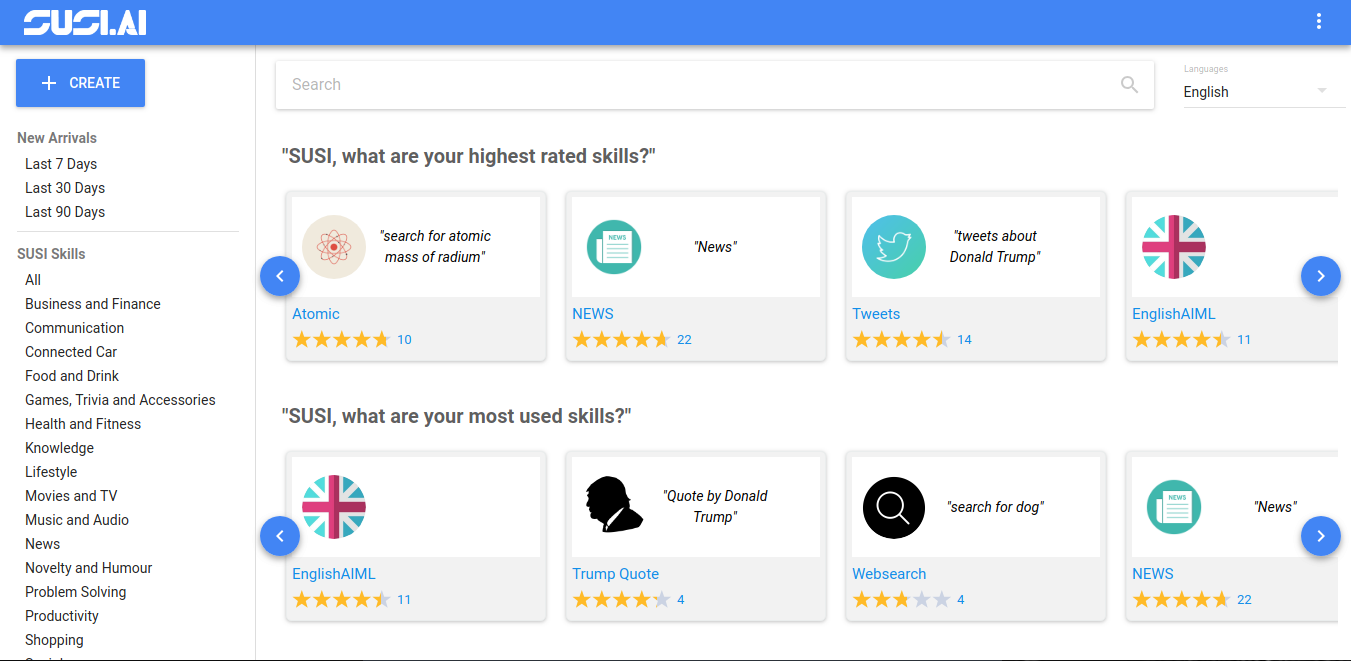 SUSI.AI
CREATE
New Arrivals
Last 7 Days
Last 30 Days
Last 90 Days
SUSI Skills
All
Business and Finance
Communication
Connected Car
Food and Drink
Games, Trivia and Accessories
Health and Fitness
Knowledge
Lifestyle
Movies and TV
Music and Audio
News
Novelty and Humour
Problem Solving
Productivity
Shopping
Search
Languages
English
"SUSI, what are your highest rated skills?"
"search for atomic
mass of radium"
Atomic
10
NEWS
"News"
NEWS
22
"tweets about
Donald Trump"
Tweets
14
EnglishAIML
11
"SUSI, what are your most used skills?"
EnglishAIML
11
"Quote by Donald
Trump"
Trump Quote
4
"search for dog"
Websearch
4
NEWS
"News"
NEWS
22